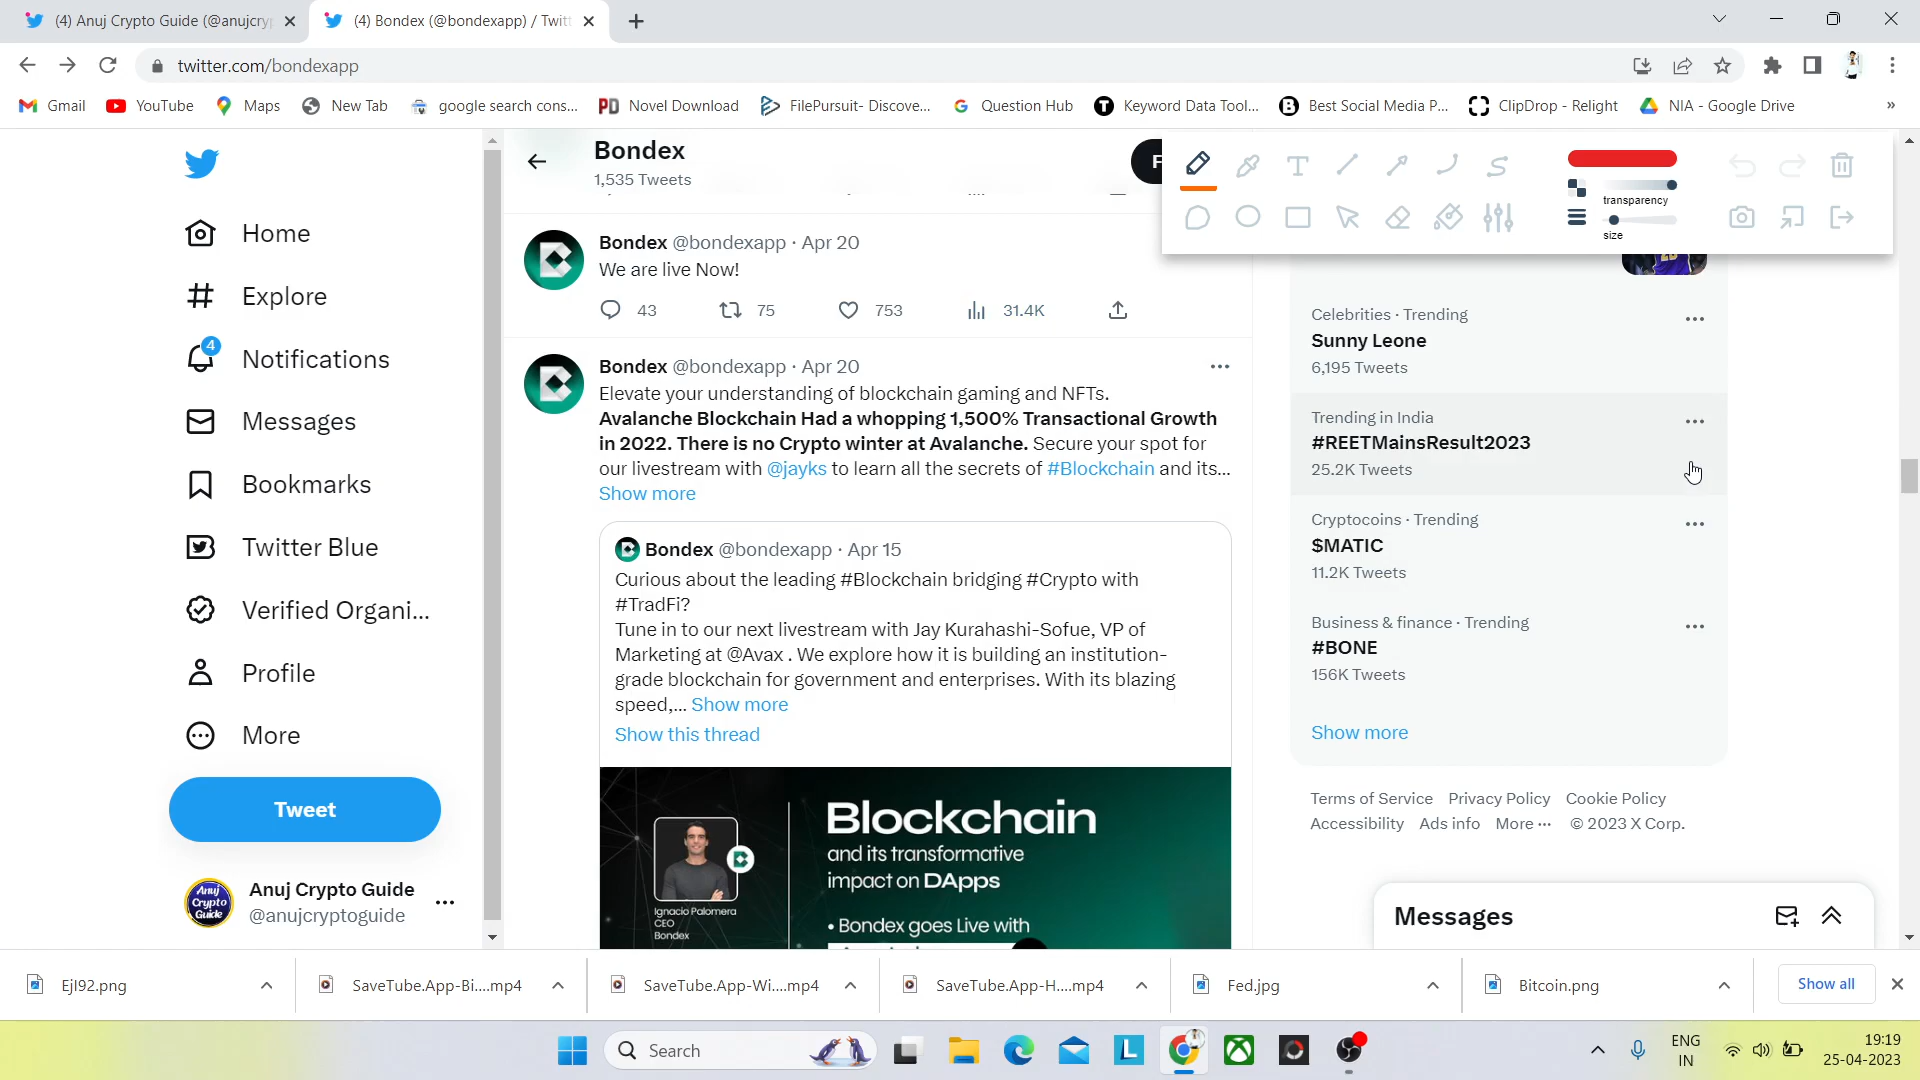 (4) Anuj Crypto Guide (@anujcry
(4) Bondex (@bondexapp) / Twit
twitter.com/bondexapp
Gmail
YouTube
Maps
New Tab
google search cons...
Novel Download
FilePursuit- Discove...
Question Hub
Keyword Data Tool...
Best Social Media P...
ClipDrop - Relight
NIA - Google Drive
»
Home
Explore
4
Notifications
Messages
Bookmarks
Twitter Blue
Verified Organi...
Profile
More
Tweet
Anuj Crypto Guide
Anuj Crypto Guide
@anujcryptoguide
Bondex
1,535 Tweets
F
transparency
size
Bondex @bondexapp · Apr 20
We are live Now!
43 75 753 31.4K
Bondex @bondexapp · Apr 20
Elevate your understanding of blockchain gaming and NFTs.
Avalanche Blockchain Had a whopping 1,500% Transactional Growth
in 2022. There is no Crypto winter at Avalanche. Secure your spot for
our livestream with @jayks to learn all the secrets of #Blockchain and its...
Show more
Bondex @bondexapp · Apr 15
Curious about the leading #Blockchain bridging #Crypto with
#TradFi?
Tune in to our next livestream with Jay Kurahashi-Sofue, VP of
Marketing at @Avax . We explore how it is building an institution-
grade blockchain for government and enterprises. With its blazing
speed,... Show more
Show this thread
Blockchain
and its transformative
impact on DApps
• Bondex goes Live with
Ignacio Palomera
CEO
Bondex
Celebrities · Trending
Sunny Leone
6,195 Tweets
Trending in India
#REETMainsResult2023
25.2K Tweets
Cryptocoins · Trending
$MATIC
11.2K Tweets
Business & finance · Trending
#BONE
156K Tweets
Show more
Terms of Service Privacy Policy Cookie Policy
Accessibility Ads info More ··· © 2023 X Corp.
Messages
Ejl92.png
SaveTube.App-Bi....mp4
SaveTube.App-Wi....mp4
SaveTube.App-H....mp4
Fed.jpg
Bitcoin.png
Show all
Search
ENG
IN
19:19
25-04-2023